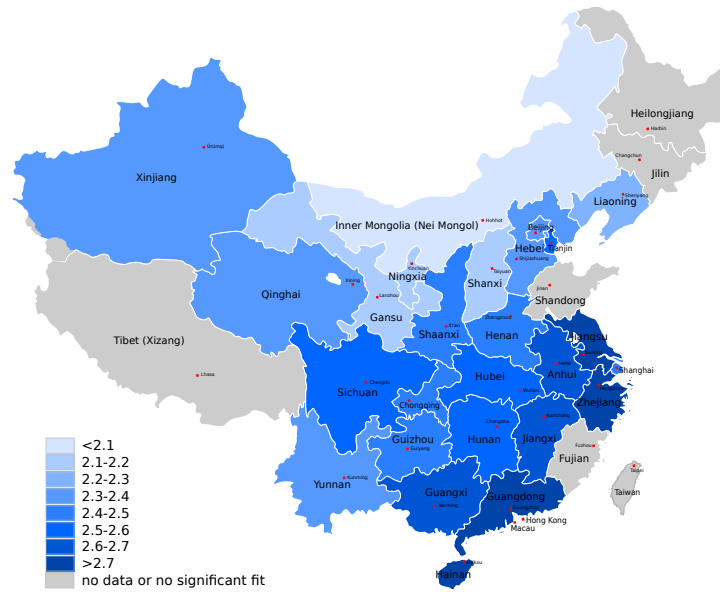 Heilongjiang
Harbin
Changchun
Jilin
Ürümqi
Xinjiang
Shenyang
Liaoning
Hohhot
Inner Mongolia (Nei Mongol)
Beijing
Hebei
Tianjin
Shijiazhuang
Yinchuan
Ningxia
Taiyuan
Shanxi
Xining
Qinghai
Lanzhou
Jinan
Shandong
Gansu
Zhengzhou
Xi'an
Shaanxi
Henan
Jiangsu
Tibet (Xizang)
Lhasa
Hefei
Anhui
Shanghai
Hubei
Chengdu
Sichuan
Wuhan
Zhejiang
Chongqing
Nanchang
Changsha
Guizhou
Guiyang
Hunan
Jiangxi
Fuzhou
Fujian
Taipei
Taiwan
Kunming
Yunnan
Guangxi
Nanning
Guangdong
Guangzhou
Hong Kong
Macau
Haikou
Hainan
<2.1
2.1-2.2
2.2-2.3
2.3-2.4
2.4-2.5
2.5-2.6
2.6-2.7
>2.7
no data or no significant fit